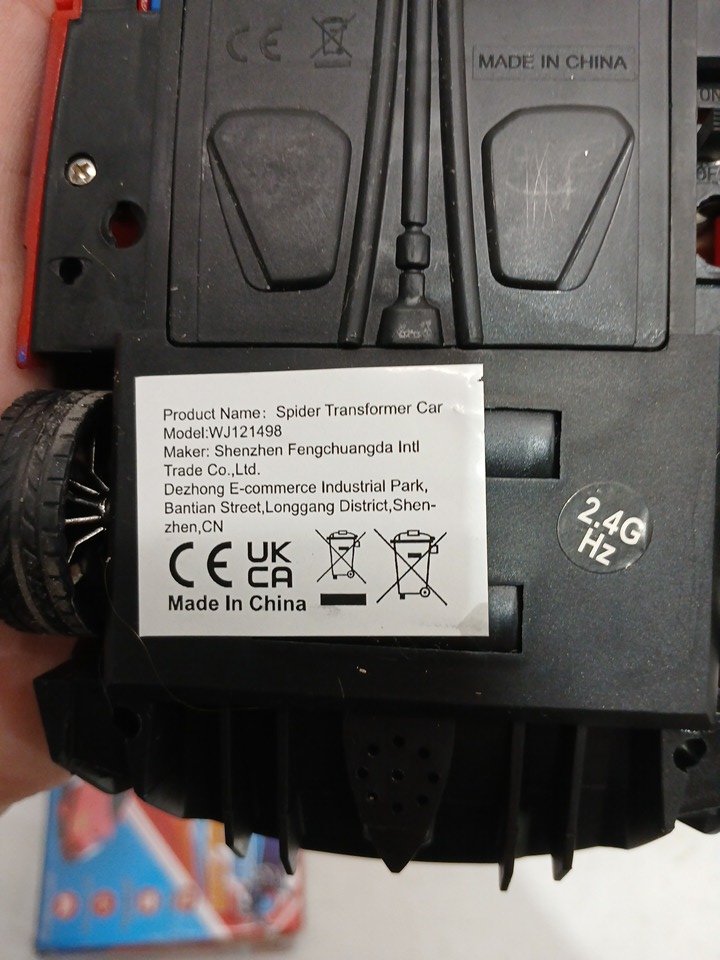 CE
MADE IN CHINA
ON
OFF
Product Name: Spider Transformer Car
Model:WJ121498
Maker: Shenzhen Fengchuangda Intl
Trade Co.,Ltd.
Dezhong E-commerce Industrial Park,
Bantian Street,Longgang District,Shen-
zhen,CN
CE UK
CA
Made In China
2.4G
Hz